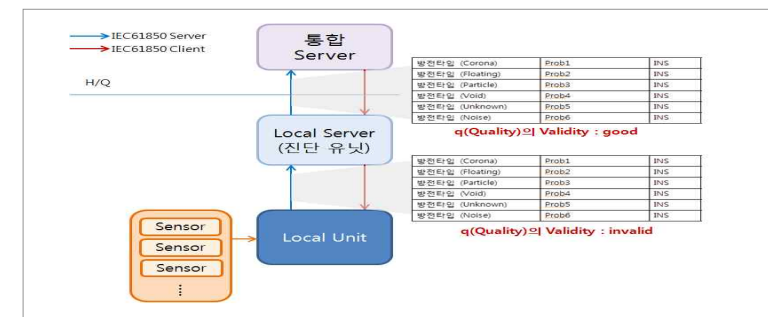 IEC61850 Server
IEC61850 Client
H/Q
통합
Server
Local Server
(진단 유닛)
Local Unit
Sensor
Sensor
Sensor
⋮
방전타입 (Corona) Prob1 INS
방전타입 (Floating) Prob2 INS
방전타입 (Particle) Prob3 INS
방전타입 (Void) Prob4 INS
방전타입 (Unknown) Prob5 INS
방전타입 (Noise) Prob6 INS
q(Quality)의 Validity : good
방전타입 (Corona) Prob1 INS
방전타입 (Floating) Prob2 INS
방전타입 (Particle) Prob3 INS
방전타입 (Void) Prob4 INS
방전타입 (Unknown) Prob5 INS
방전타입 (Noise) Prob6 INS
q(Quality)의 Validity : invalid